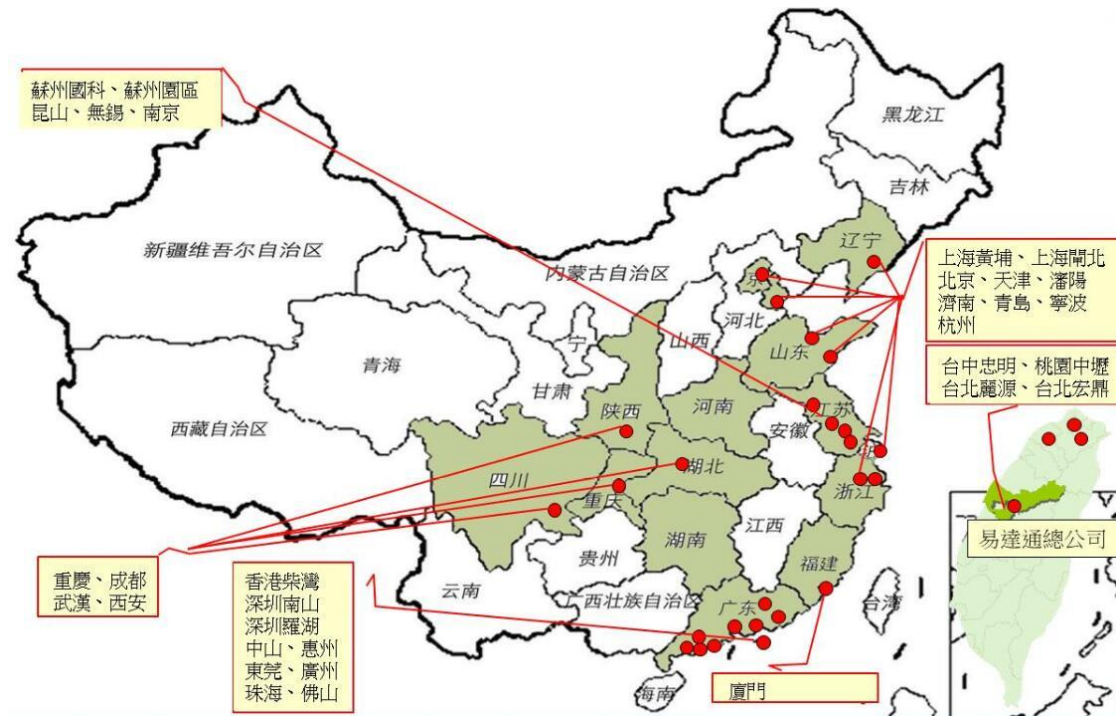 蘇州國科、蘇州園區
昆山、無錫、南京
黑龙江
吉林
辽宁
新疆维吾尔自治区
内蒙古自治区
上海黃埔、上海閘北
北京、天津、瀋陽
濟南、青島、寧波
杭州
京
河北
山西
宁
山东
青海
甘肃
台中忠明、桃園中壢
台北麗源、台北宏鼎
陕西
河南
江苏
安徽
西藏自治区
四川
湖北
重庆
浙江
易達通總公司
江西
湖南
贵州
福建
重慶、成都
武漢、西安
云南
广西壮族自治区
广东
台湾
香港柴灣
深圳南山
深圳羅湖
中山、惠州
東莞、廣州
珠海、佛山
海南
廈門